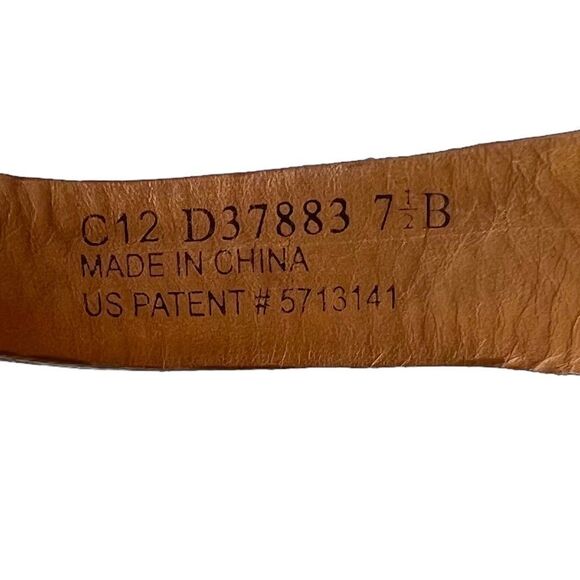 C12 D37883 7½B
MADE IN CHINA
US PATENT # 5713141